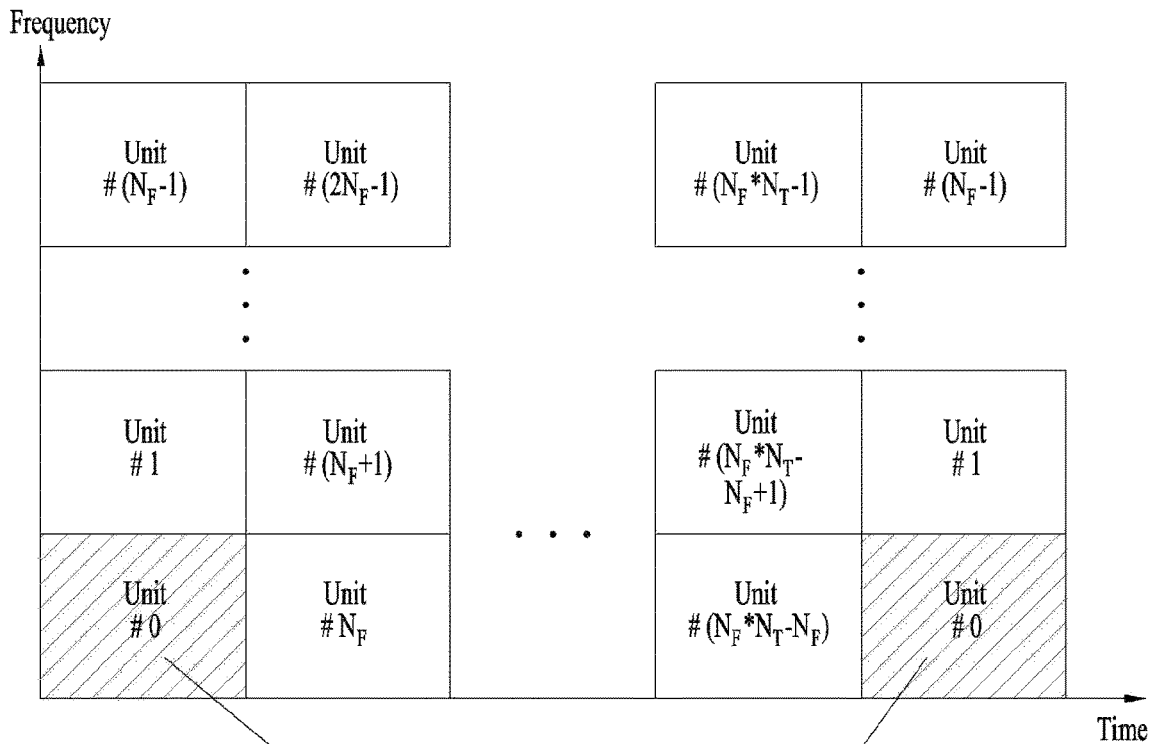 Frequency
Unit
# (N_F-1)
Unit
# (2N_F-1)
Unit
# (N_F*N_T-1)
Unit
# (N_F-1)
Unit
# 1
Unit
# (N_F+1)
Unit
# (N_F*N_T-
N_F+1)
Unit
# 1
Unit
# 0
Unit
# N_F
Unit
# (N_F*N_T-N_F)
Unit
# 0
Time